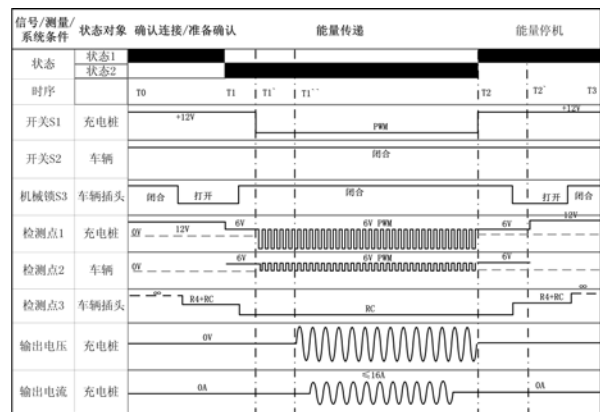 信号/测量/系统条件 状态对象 确认连接/准备确认 能量传递 能量停机
状态 状态1
状态2
时序 T0 T1 T1` T1`` T2 T2` T3
开关S1 充电桩 +12V PWM +12V
开关S2 车辆 闭合
机械锁S3 车辆插头 闭合 打开 闭合 打开 闭合
检测点1 充电桩 0V 12V 6V 6V PWM 6V 12V
检测点2 车辆 0V 6V 6V PWM 6V
检测点3 车辆插头 ∞ R4+RC RC R4+RC ∞
输出电压 充电桩 0V
输出电流 充电桩 0A ≤16A 0A